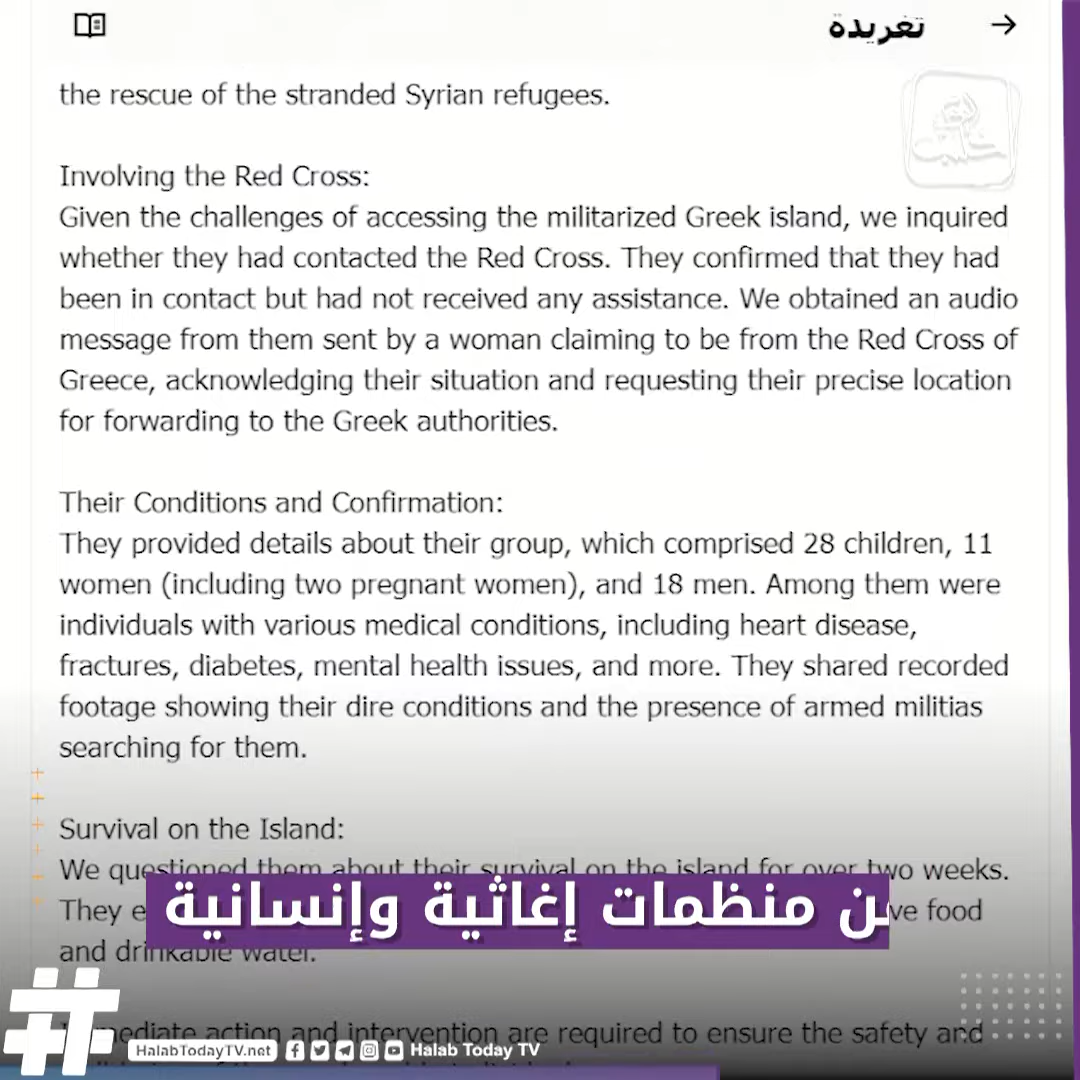 تغريدة
the rescue of the stranded Syrian refugees.
Involving the Red Cross:
Given the challenges of accessing the militarized Greek island, we inquired
whether they had contacted the Red Cross. They confirmed that they had
been in contact but had not received any assistance. We obtained an audio
message from them sent by a woman claiming to be from the Red Cross of
Greece, acknowledging their situation and requesting their precise location
for forwarding to the Greek authorities.
Their Conditions and Confirmation:
They provided details about their group, which comprised 28 children, 11
women (including two pregnant women), and 18 men. Among them were
individuals with various medical conditions, including heart disease,
fractures, diabetes, mental health issues, and more. They shared recorded
footage showing their dire conditions and the presence of armed militias
searching for them.
Survival on the Island:
We questioned them about their survival on the island for over two weeks.
They food
منظمات إغاثية وإنسانية
and drinkable water.
action and intervention are required to ensure the safety and
#
HalabTodayTV.net Halab Today TV